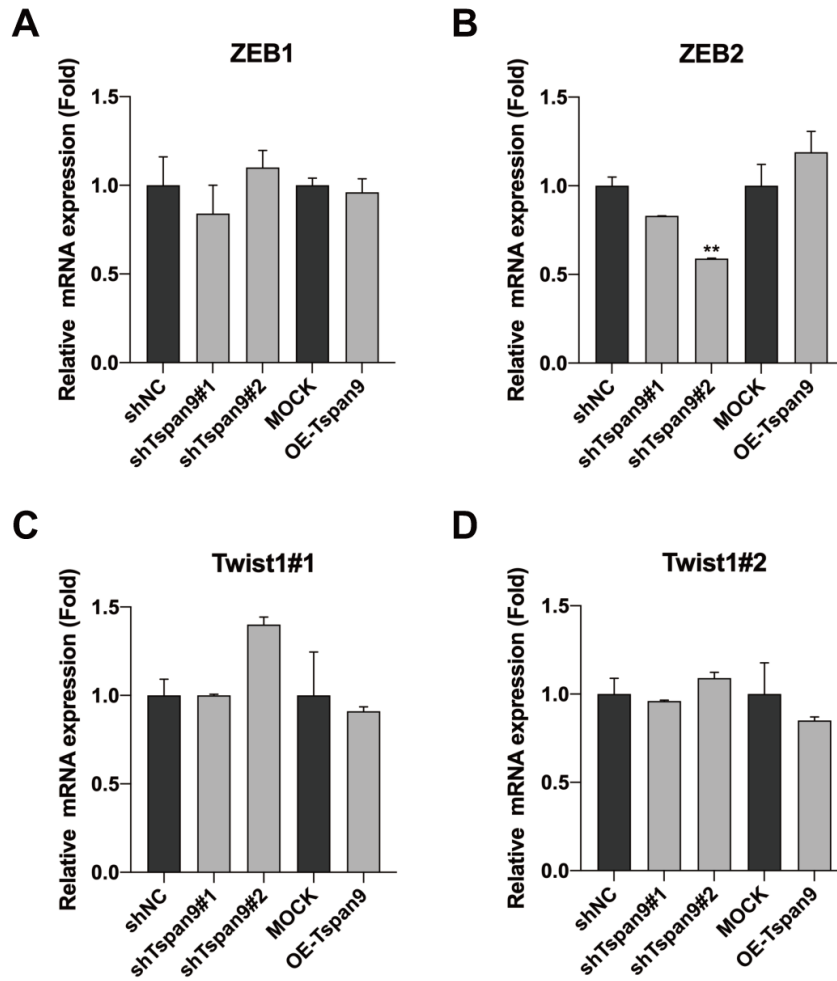 A
ZEB1
Relative mRNA expression (Fold)
1.5
1.0
0.5
0.0
shNC
shTspan9#1
shTspan9#2
MOCK
OE-Tspan9
B
ZEB2
Relative mRNA expression (Fold)
1.5
1.0
0.5
0.0
**
shNC
shTspan9#1
shTspan9#2
MOCK
OE-Tspan9
C
Twist1#1
Relative mRNA expression (Fold)
1.5
1.0
0.5
0.0
shNC
shTspan9#1
shTspan9#2
MOCK
OE-Tspan9
D
Twist1#2
Relative mRNA expression (Fold)
1.5
1.0
0.5
0.0
shNC
shTspan9#1
shTspan9#2
MOCK
OE-Tspan9